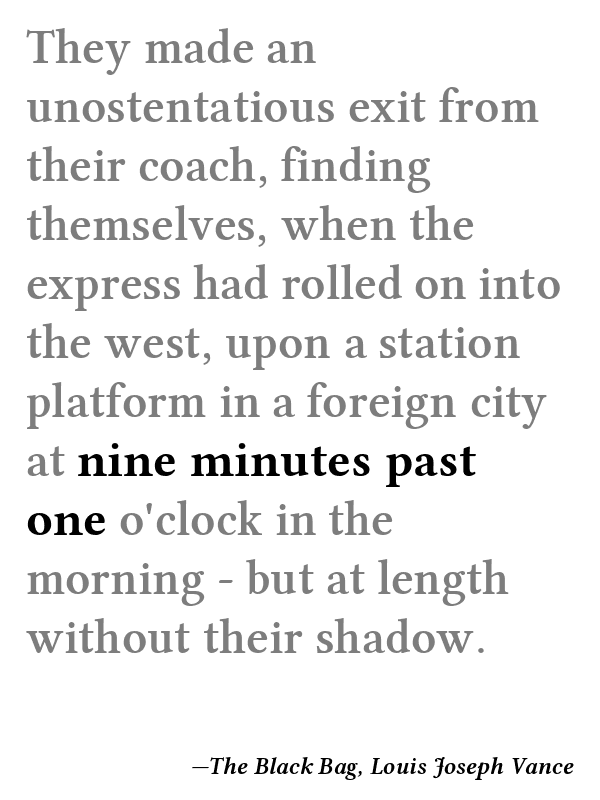 They made an
unostentatious exit from
their coach, finding
themselves, when the
express had rolled on into
the west, upon a station
platform in a foreign city
at nine minutes past
one o'clock in the
morning - but at length
without their shadow.
—The Black Bag, Louis Joseph Vance